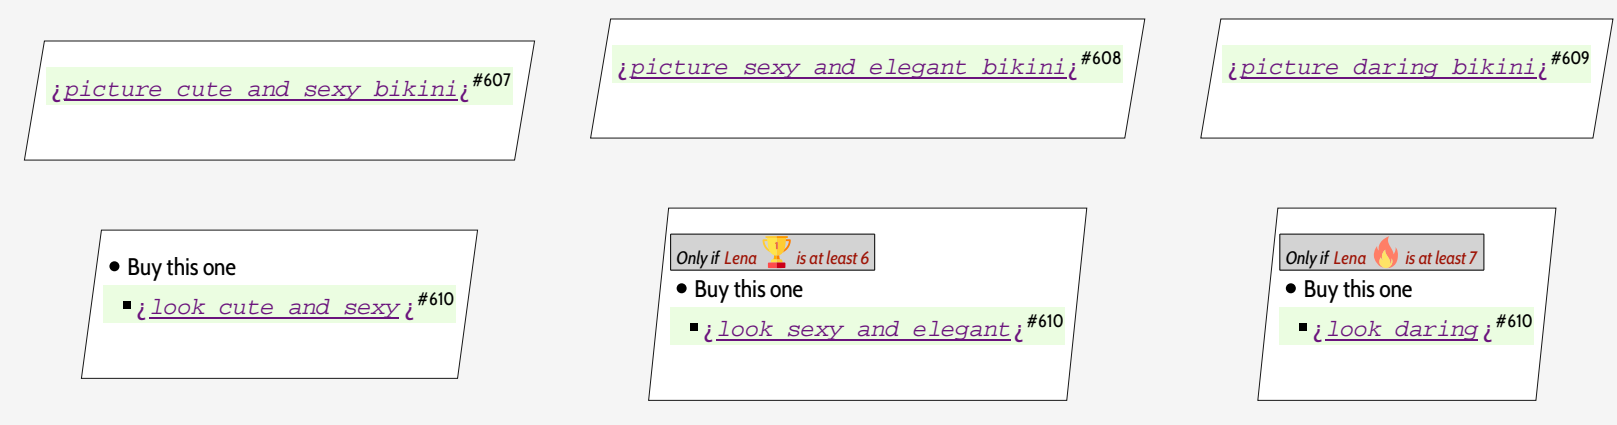 ¿picture cute and sexy bikini¿#607
¿picture sexy and elegant bikini¿#608
¿picture daring bikini¿#609
• Buy this one
▪¿look cute and sexy¿#610
Only if Lena 🏆 is at least 6
• Buy this one
▪¿look sexy and elegant¿#610
Only if Lena 🔥 is at least 7
• Buy this one
▪¿look daring¿#610